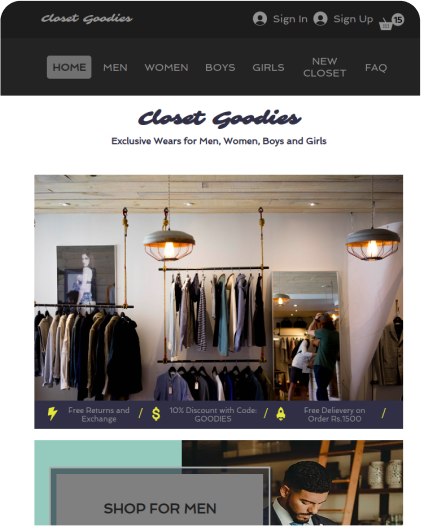 Closet Goodies
Sign In
Sign Up
15
HOME
MEN
WOMEN
BOYS
GIRLS
NEW
CLOSET
FAQ
Closet Goodies
Exclusive Wears for Men, Women, Boys and Girls
Free Returns and
Exchange
/
10% Discount with Code:
GOODIES
/
Free Delievery on
Order Rs.1500
/
SHOP FOR MEN